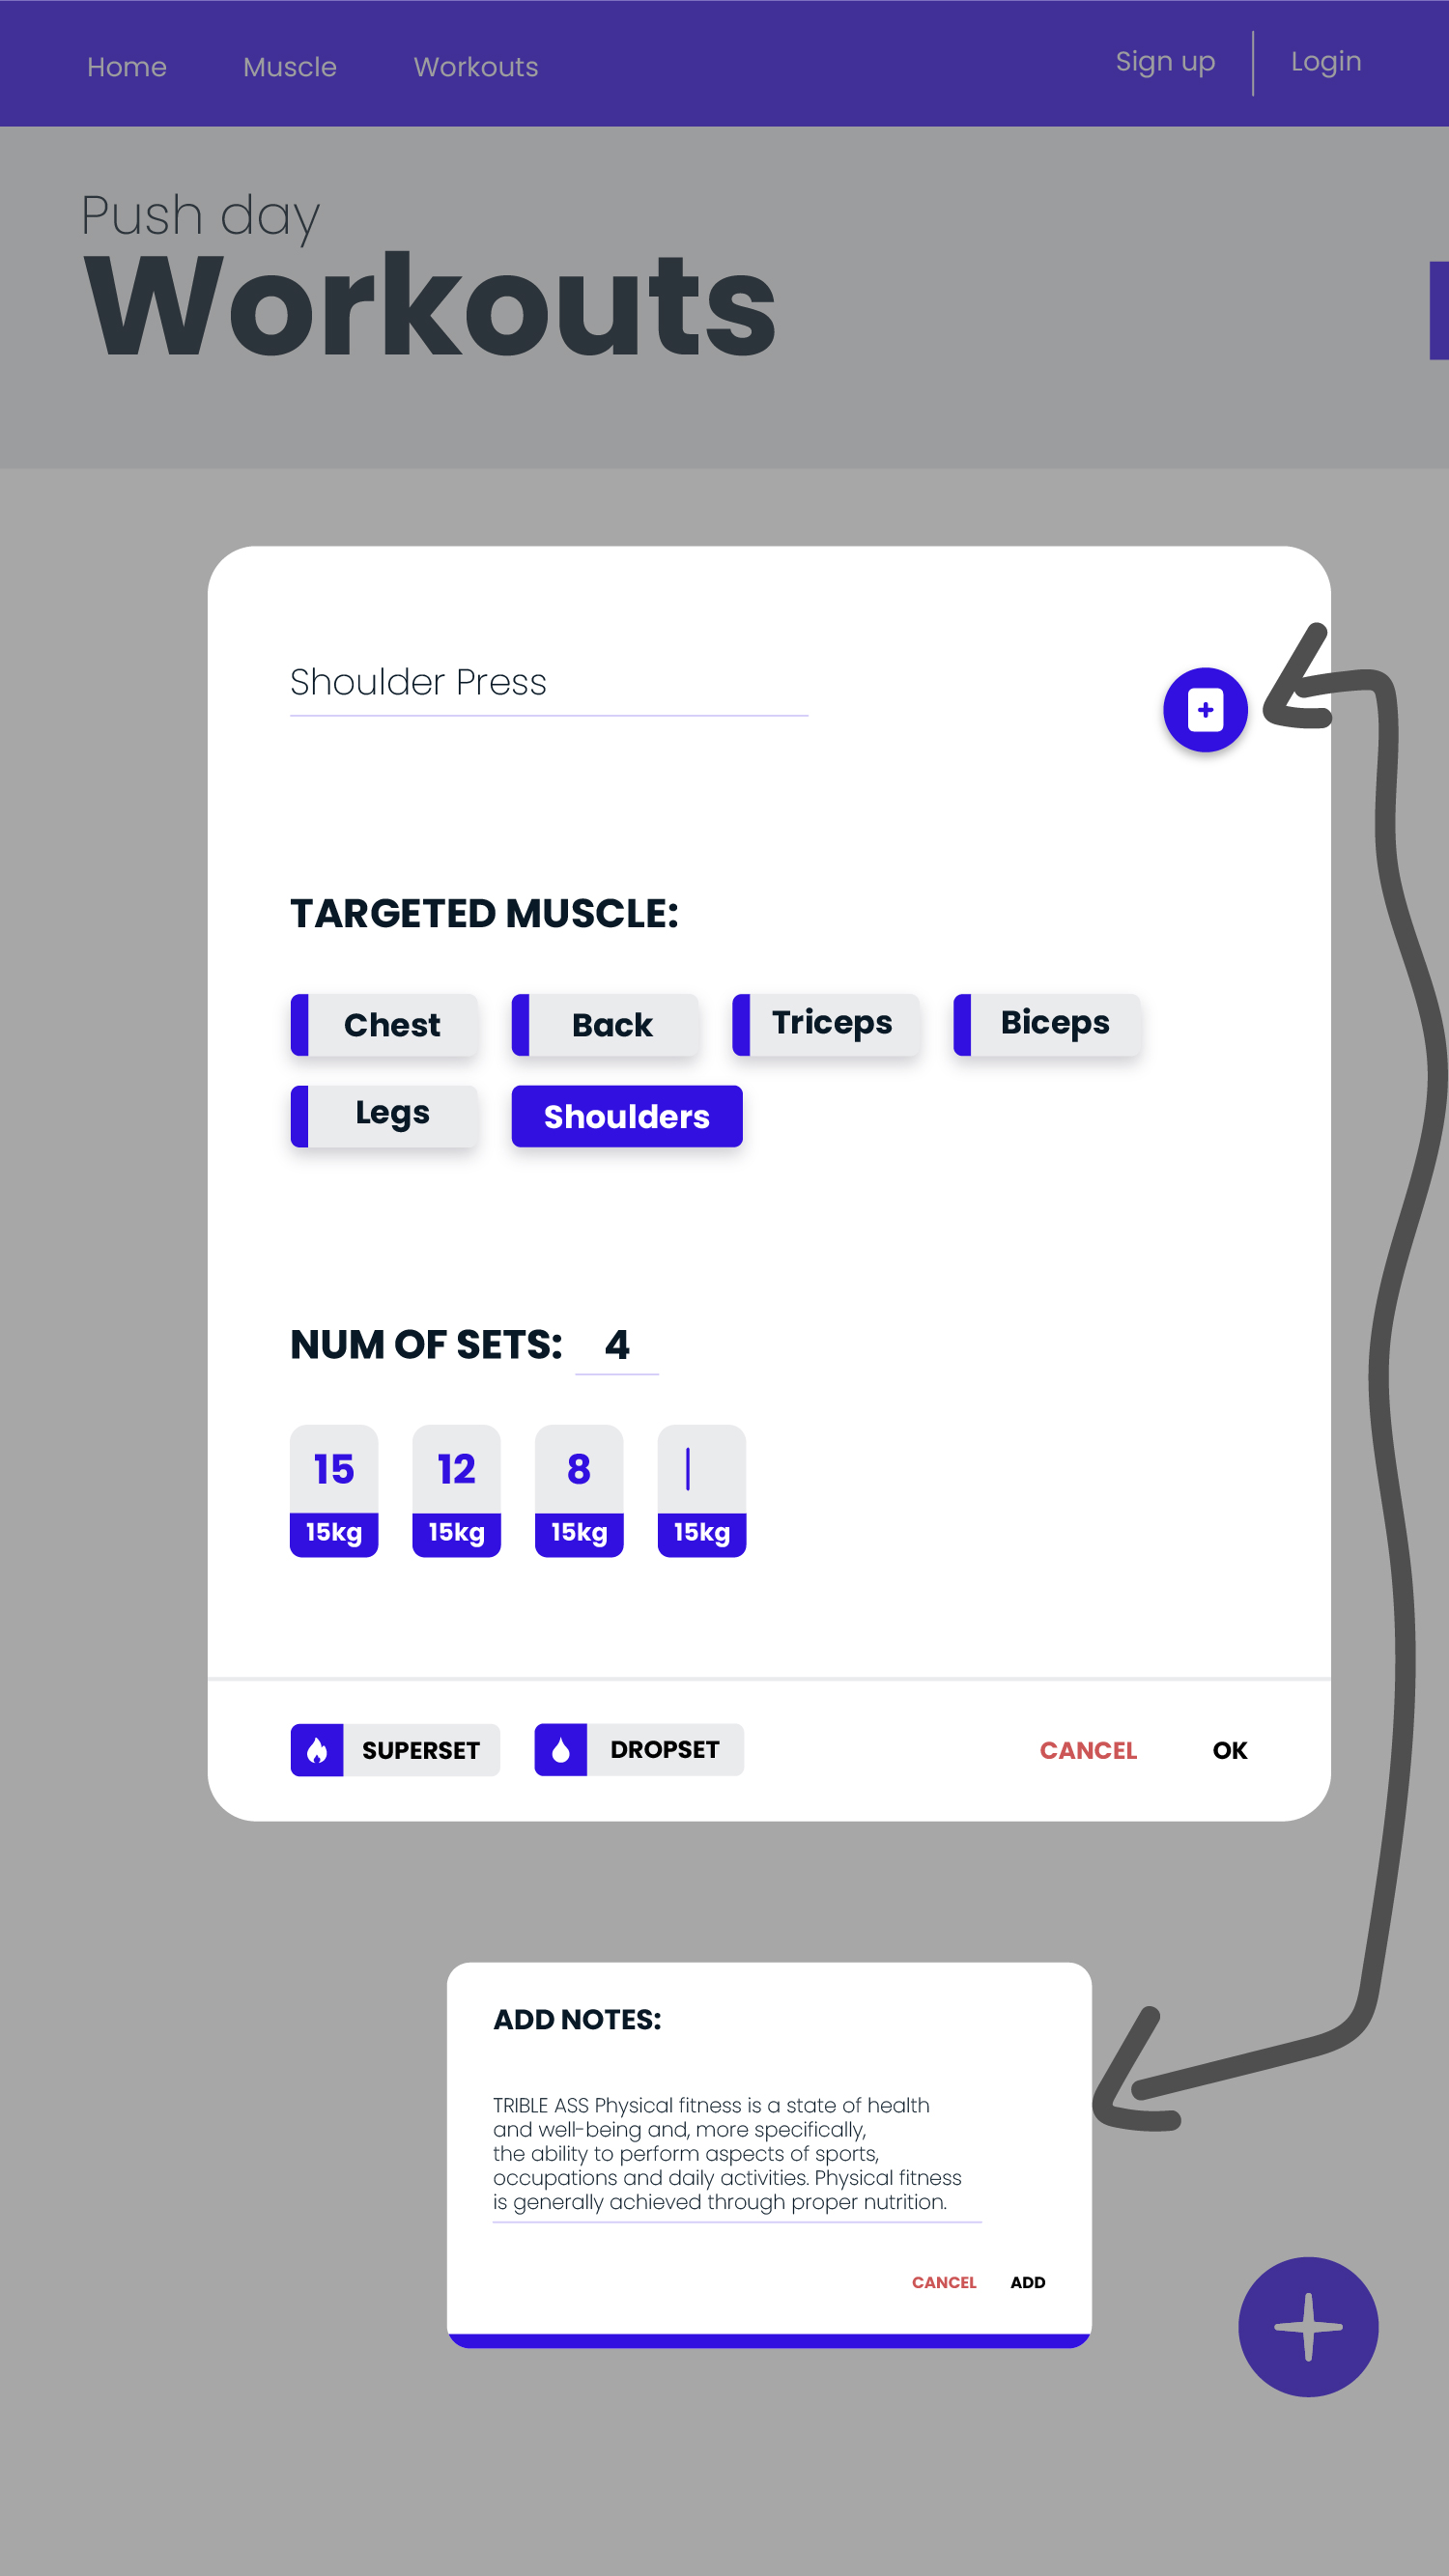 Home Muscle Workouts Sign up Login
Push day
Workouts
Shoulder Press
TARGETED MUSCLE:
Chest Back Triceps Biceps
Legs Shoulders
NUM OF SETS: 4
15 12 8
15kg 15kg 15kg 15kg
SUPERSET DROPSET CANCEL OK
ADD NOTES:
TRIBLE ASS Physical fitness is a state of health
and well-being and, more specifically,
the ability to perform aspects of sports,
occupations and daily activities. Physical fitness
is generally achieved through proper nutrition.
CANCEL ADD